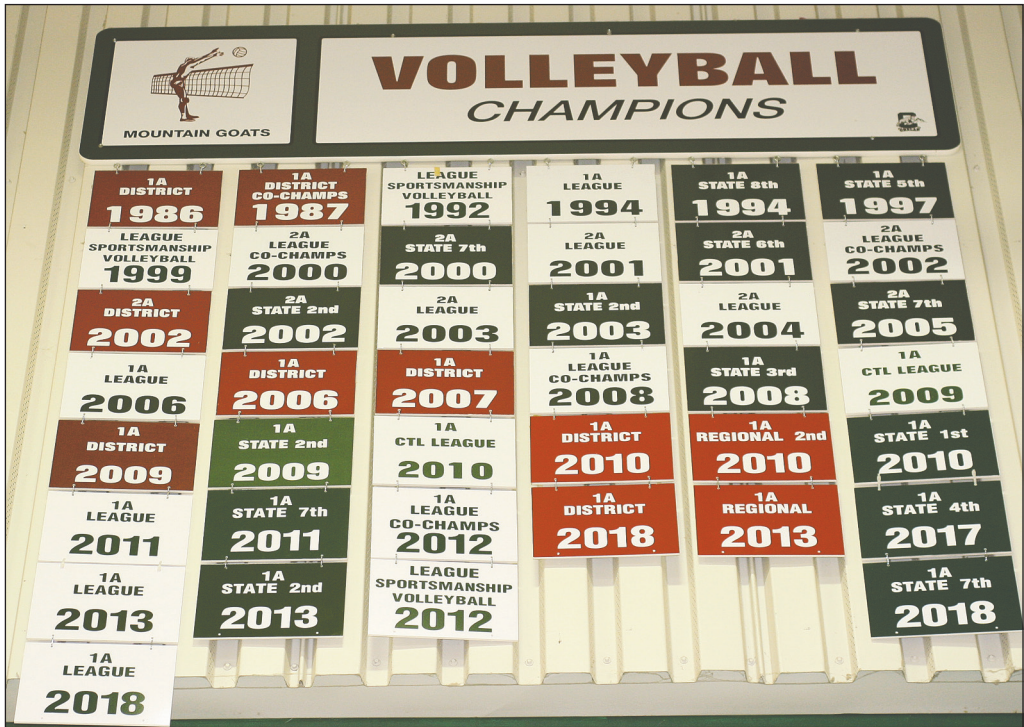 MOUNTAIN GOATS
VOLLEYBALL
CHAMPIONS
1A
DISTRICT
1986
1A
DISTRICT
CO-CHAMPS
1987
LEAGUE
SPORTSMANSHIP
VOLLEYBALL
1992
1A
LEAGUE
1994
1A
STATE 8th
1994
1A
STATE 5th
1997
LEAGUE
SPORTSMANSHIP
VOLLEYBALL
1999
2A
LEAGUE
CO-CHAMPS
2000
2A
STATE 7th
2000
2A
LEAGUE
2001
2A
STATE 6th
2001
2A
LEAGUE
CO-CHAMPS
2002
2A
DISTRICT
2002
2A
STATE 2nd
2002
2A
LEAGUE
2003
1A
STATE 2nd
2003
2A
LEAGUE
2004
2A
STATE 7th
2005
1A
LEAGUE
2006
1A
DISTRICT
2006
1A
DISTRICT
2007
1A
LEAGUE
CO-CHAMPS
2008
1A
STATE 3rd
2008
1A
CTL LEAGUE
2009
1A
DISTRICT
2009
1A
STATE 2nd
2009
1A
CTL LEAGUE
2010
1A
DISTRICT
2010
1A
REGIONAL 2nd
2010
1A
STATE 1st
2010
1A
LEAGUE
2011
1A
STATE 7th
2011
1A
LEAGUE
CO-CHAMPS
2012
1A
DISTRICT
2018
1A
REGIONAL
2013
1A
STATE 4th
2017
1A
LEAGUE
2013
1A
STATE 2nd
2013
LEAGUE
SPORTSMANSHIP
VOLLEYBALL
2012
1A
STATE 7th
2018
1A
LEAGUE
2018